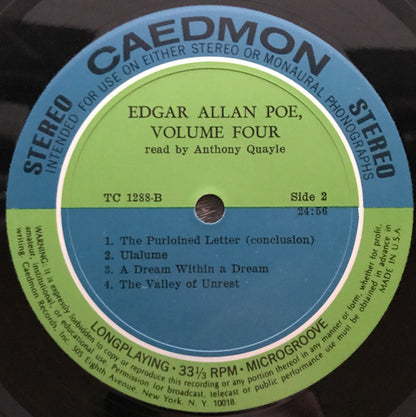 CAEDMON
STEREO
INTENDED FOR USE ON EITHER STEREO OR MONAURAL PHONOGRAPHS
STEREO
EDGAR ALLAN POE,
VOLUME FOUR
read by Anthony Quayle
TC 1288-B Side 2
24:56
1. The Purloined Letter (conclusion)
2. Ulalume
3. A Dream Within a Dream
4. The Valley of Unrest
LONGPLAYING · 33⅓ RPM · MICROGROOVE
WARNING: It is expressly forbidden to copy or reproduce this recording or any portion thereof in any manner or form, whether for profit,
amateur, institutional, or educational use. Permission for broadcast, telecast or public performance use must be obtained in advance in
writing. Caedmon Records, Inc. 505 Eighth Avenue, New York, N.Y. 10018. MADE IN U.S.A.